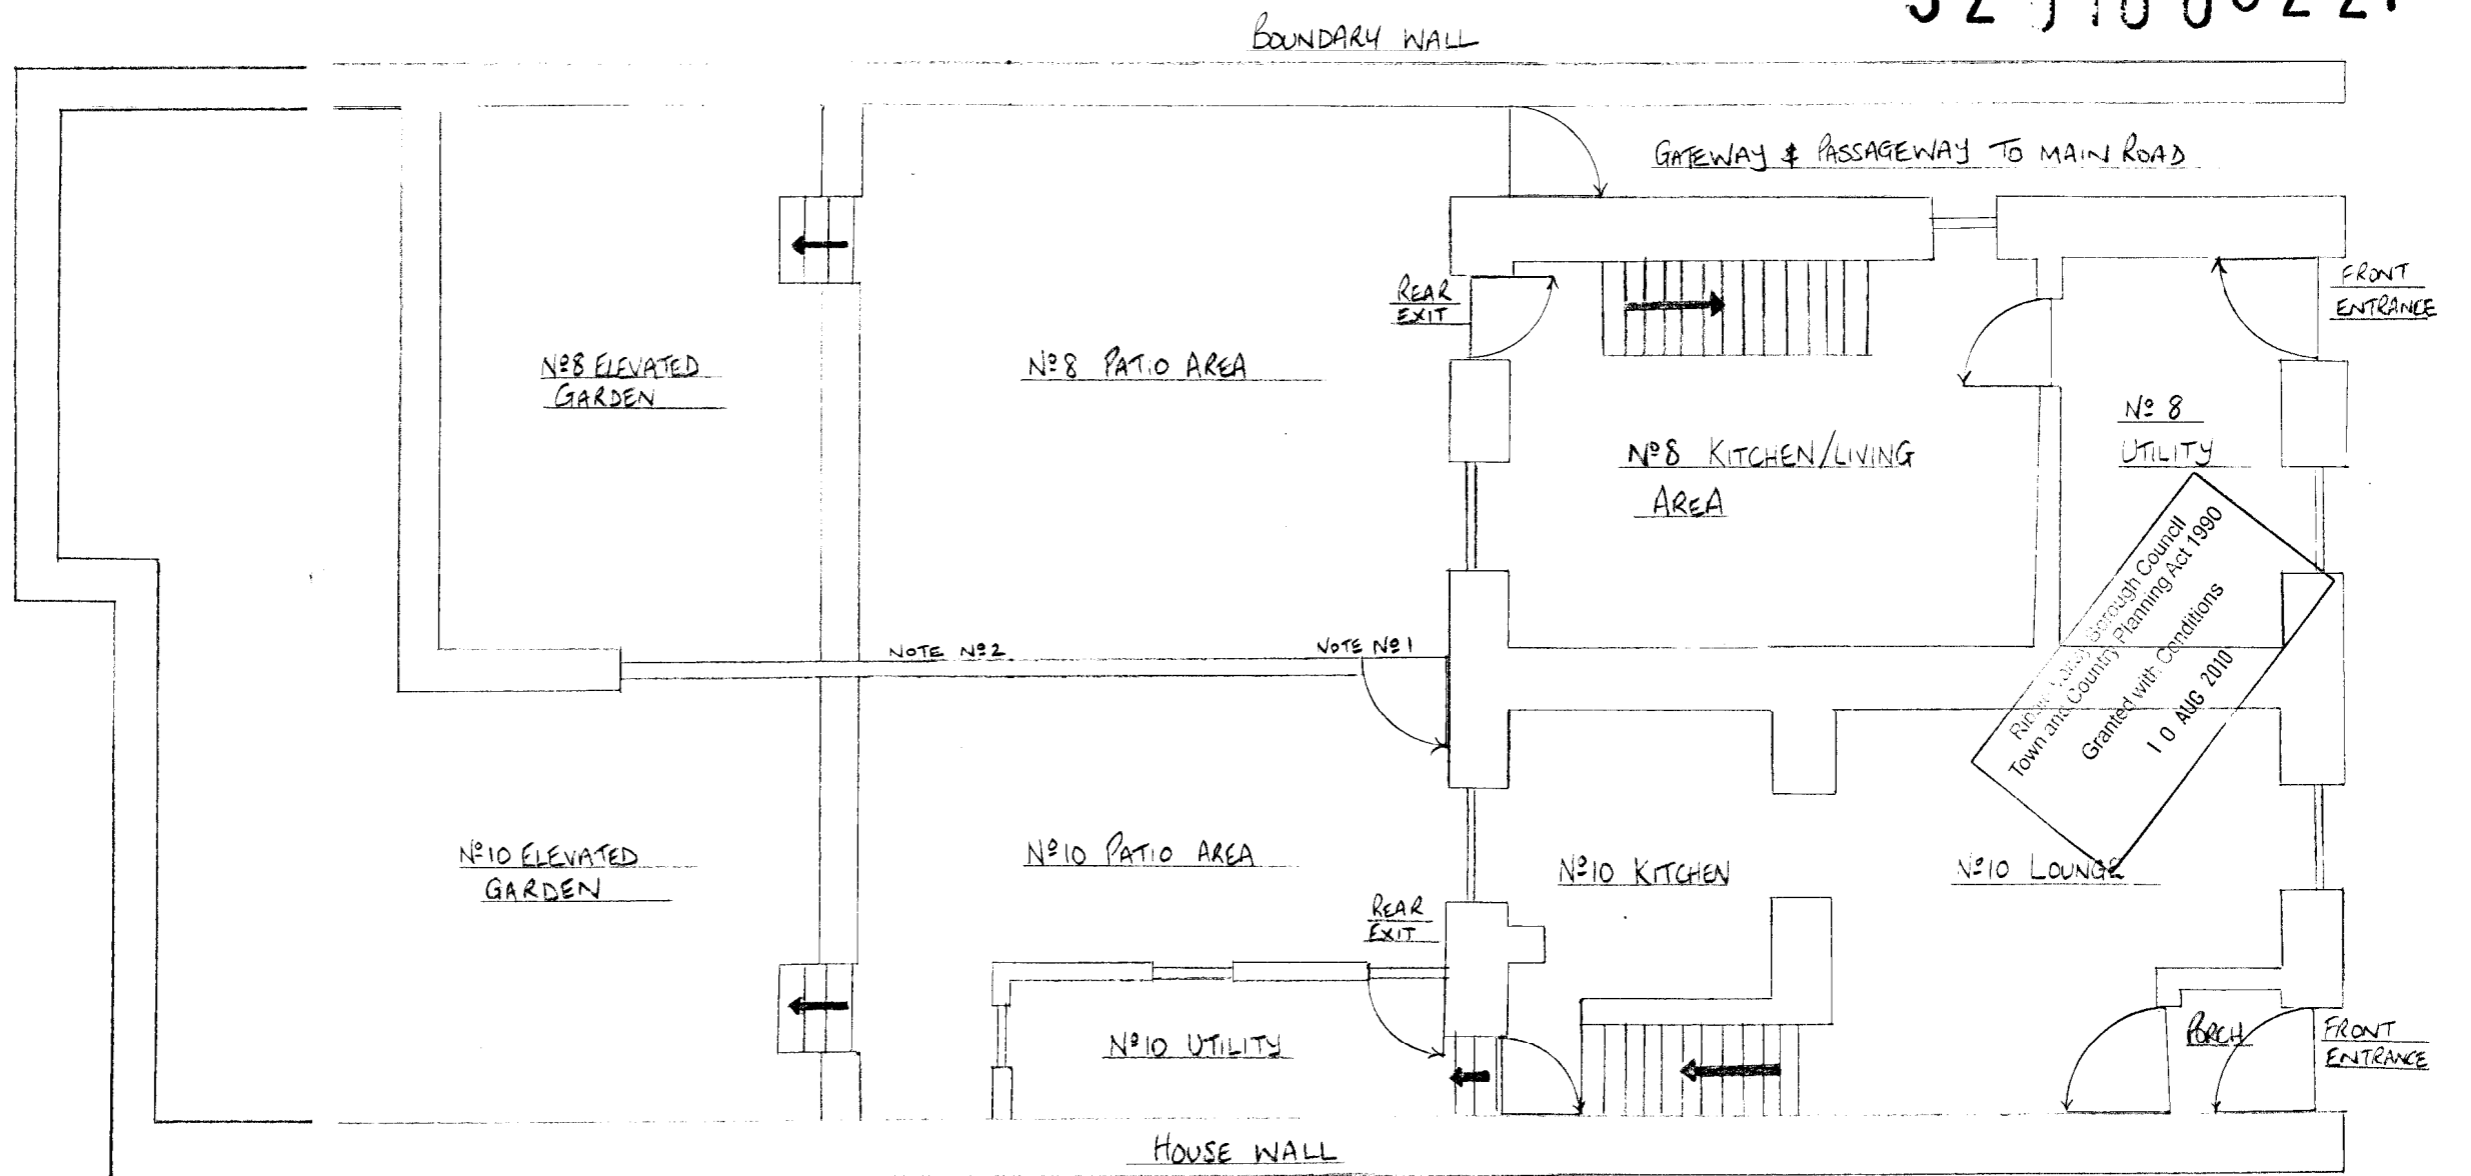 BOUNDARY WALL
GATEWAY & PASSAGEWAY TO MAIN ROAD
REAR
EXIT
FRONT
ENTRANCE
Nº8 ELEVATED
GARDEN
Nº8 PATIO AREA
Nº8 KITCHEN/LIVING
AREA
Nº 8
UTILITY
Borough Council
Town and Country Planning Act 1990
Granted with Conditions
10 AUG 2010
NOTE Nº2
NOTE Nº1
Nº10 ELEVATED
GARDEN
Nº10 PATIO AREA
Nº10 KITCHEN
Nº10 LOUNGE
REAR
EXIT
Nº10 UTILITY
PORCH
FRONT
ENTRANCE
HOUSE WALL